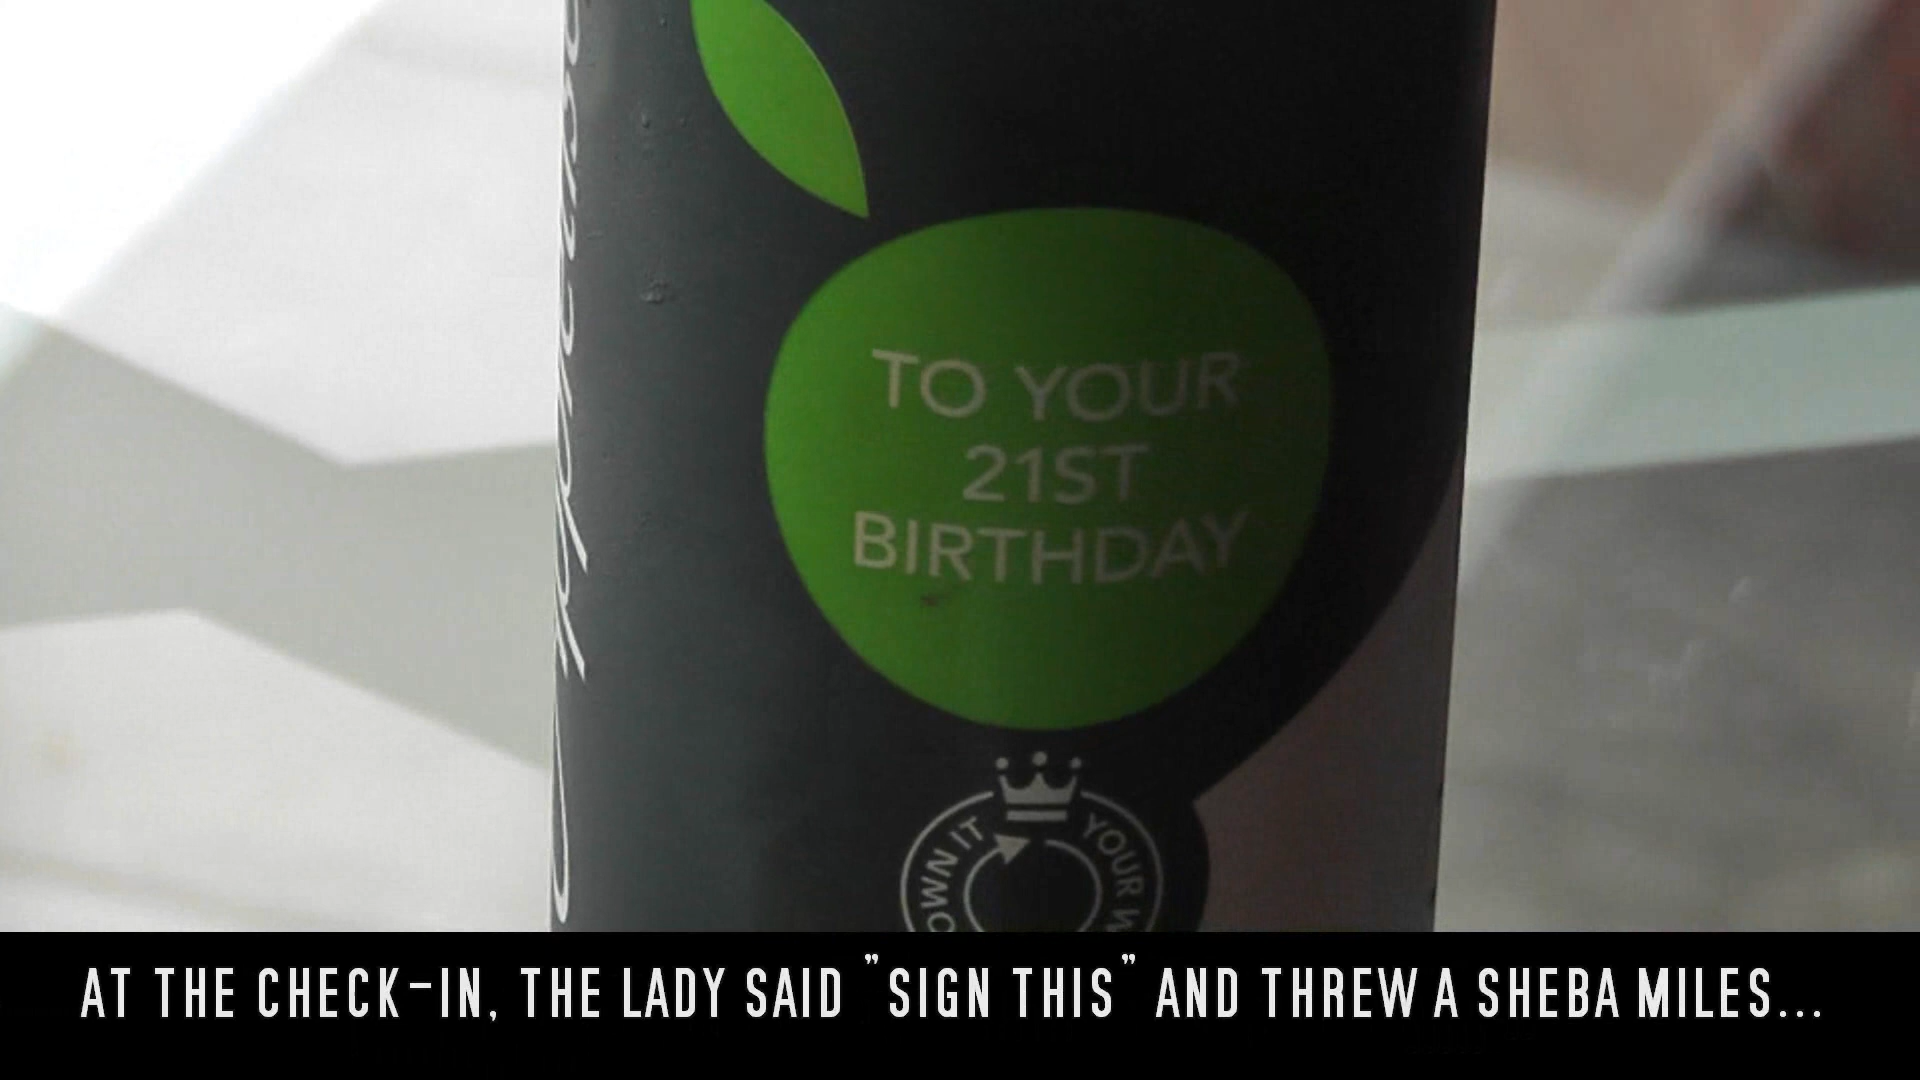 TO YOUR
21ST
BIRTHDAY
OWN IT YOUR
AT THE CHECK-IN, THE LADY SAID "SIGN THIS" AND THREW A SHEBA MILES...